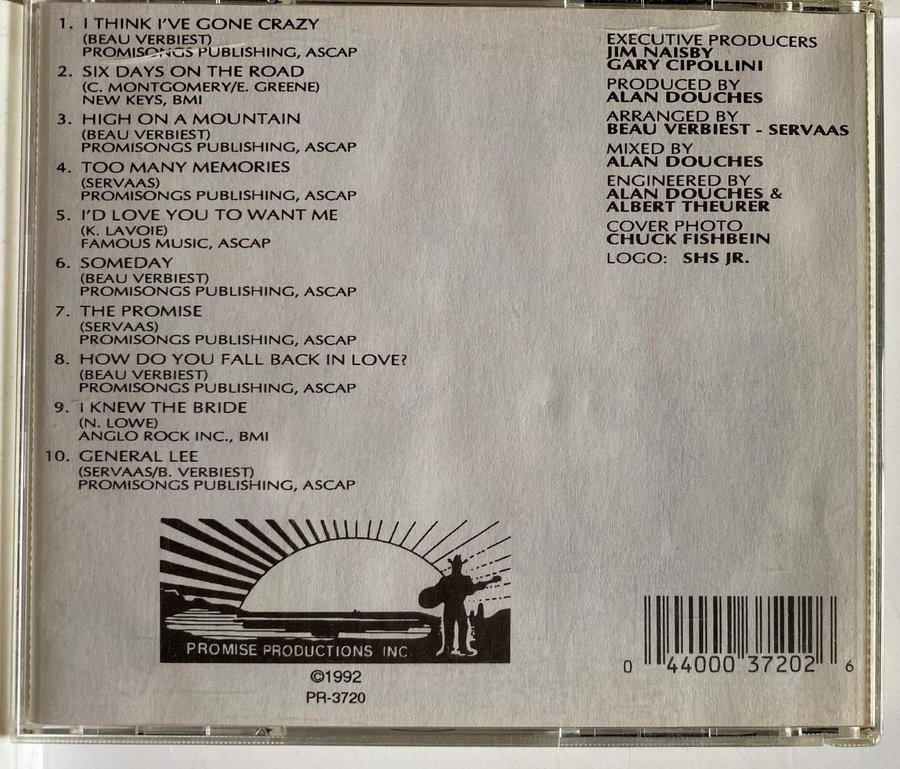 1. I THINK I'VE GONE CRAZY
(BEAU VERBIEST)
PROMISONGS PUBLISHING, ASCAP
2. SIX DAYS ON THE ROAD
(C. MONTGOMERY/E. GREENE)
NEW KEYS, BMI
3. HIGH ON A MOUNTAIN
(BEAU VERBIEST)
PROMISONGS PUBLISHING, ASCAP
4. TOO MANY MEMORIES
(SERVAAS)
PROMISONGS PUBLISHING, ASCAP
5. I'D LOVE YOU TO WANT ME
(K. LAVOIE)
FAMOUS MUSIC, ASCAP
6. SOMEDAY
(BEAU VERBIEST)
PROMISONGS PUBLISHING, ASCAP
7. THE PROMISE
(SERVAAS)
PROMISONGS PUBLISHING, ASCAP
8. HOW DO YOU FALL BACK IN LOVE?
(BEAU VERBIEST)
PROMISONGS PUBLISHING, ASCAP
9. I KNEW THE BRIDE
(N. LOWE)
ANGLO ROCK INC., BMI
10. GENERAL LEE
(SERVAAS/B. VERBIEST)
PROMISONGS PUBLISHING, ASCAP
EXECUTIVE PRODUCERS
JIM NAISBY
GARY CIPOLLINI
PRODUCED BY
ALAN DOUCHES
ARRANGED BY
BEAU VERBIEST - SERVAAS
MIXED BY
ALAN DOUCHES
ENGINEERED BY
ALAN DOUCHES &
ALBERT THEURER
COVER PHOTO
CHUCK FISHBEIN
LOGO: SHS JR.
PROMISE PRODUCTIONS INC.
©1992
PR-3720
0 44000 37202 6